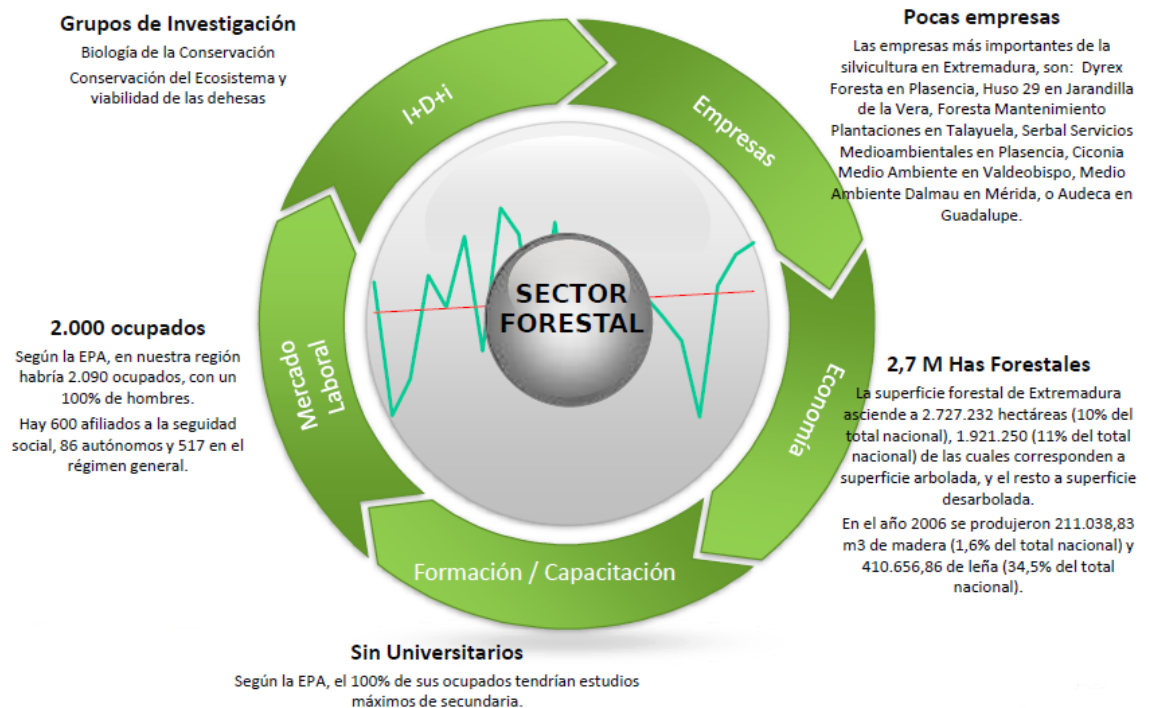 Grupos de Investigación
Biología de la Conservación
Conservación del Ecosistema y
viabilidad de las dehesas
I+D+i
Empresas
Pocas empresas
Las empresas más importantes de la
silvicultura en Extremadura, son: Dyrex
Foresta en Plasencia, Huso 29 en Jarandilla
de la Vera, Foresta Mantenimiento
Plantaciones en Talayuela, Serbal Servicios
Medioambientales en Plasencia, Ciconia
Medio Ambiente en Valdeobispo, Medio
Ambiente Dalmau en Mérida, o Audeca en
Guadalupe.
SECTOR
FORESTAL
2.000 ocupados
Según la EPA, en nuestra región
habría 2.090 ocupados, con un
100% de hombres.
Hay 600 afiliados a la seguidad
social, 86 autónomos y 517 en el
régimen general.
Mercado
Laboral
Economía
2,7 M Has Forestales
La superficie forestal de Extremadura
asciende a 2.727.232 hectáreas (10% del
total nacional), 1.921.250 (11% del total
nacional) de las cuales corresponden a
superficie arbolada, y el resto a superficie
desarbolada.
En el año 2006 se produjeron 211.038,83
m3 de madera (1,6% del total nacional) y
410.656,86 de leña (34,5% del total
nacional).
Formación / Capacitación
Sin Universitarios
Según la EPA, el 100% de sus ocupados tendrían estudios
máximos de secundaria.